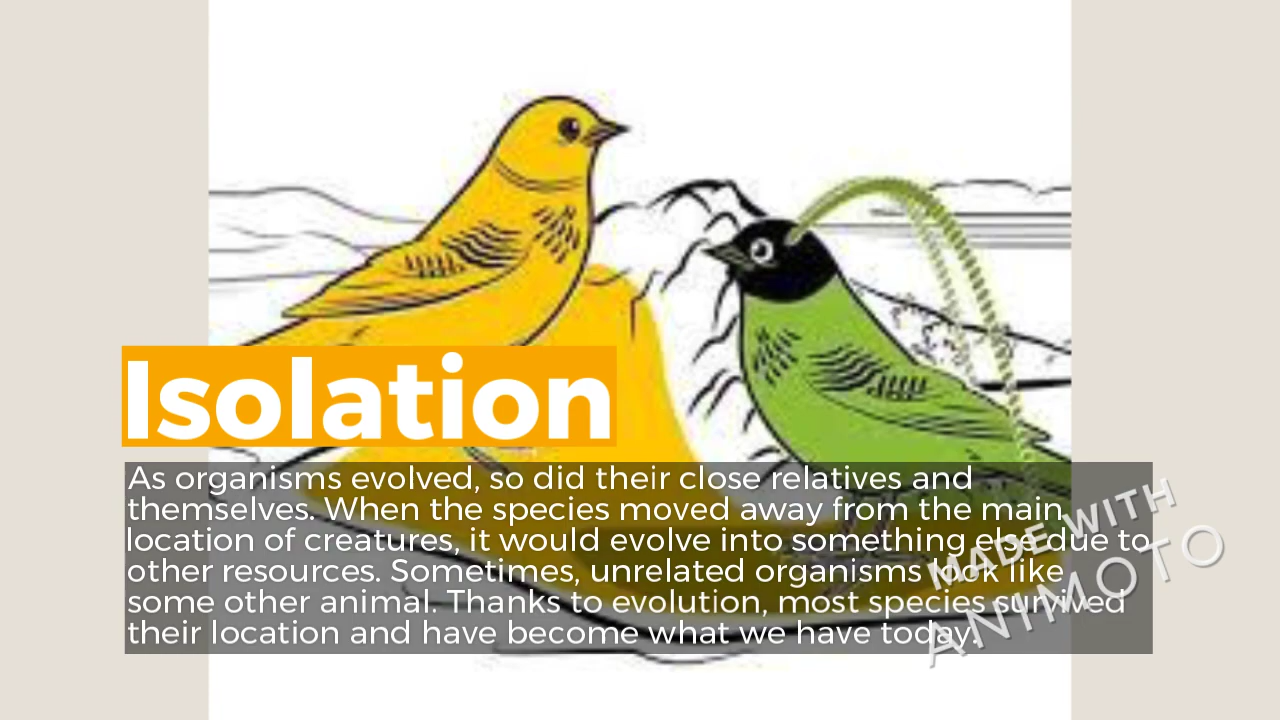 Isolation
As organisms evolved, so did their close relatives and
themselves. When the species moved away from the main
location of creatures, it would evolve into something else due to
other resources. Sometimes, unrelated organisms look like
some other animal. Thanks to evolution, most species survived
their location and have become what we have today.
MADE WITH
ANIMOTO